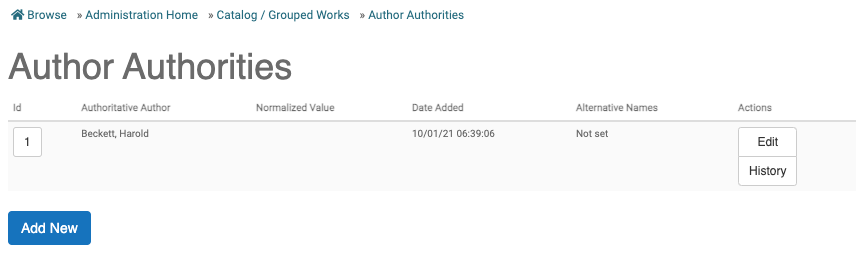 Browse » Administration Home » Catalog / Grouped Works » Author Authorities
Author Authorities
Id Authoritative Author Normalized Value Date Added Alternative Names Actions
1 Beckett, Harold 10/01/21 06:39:06 Not set Edit
History
Add New